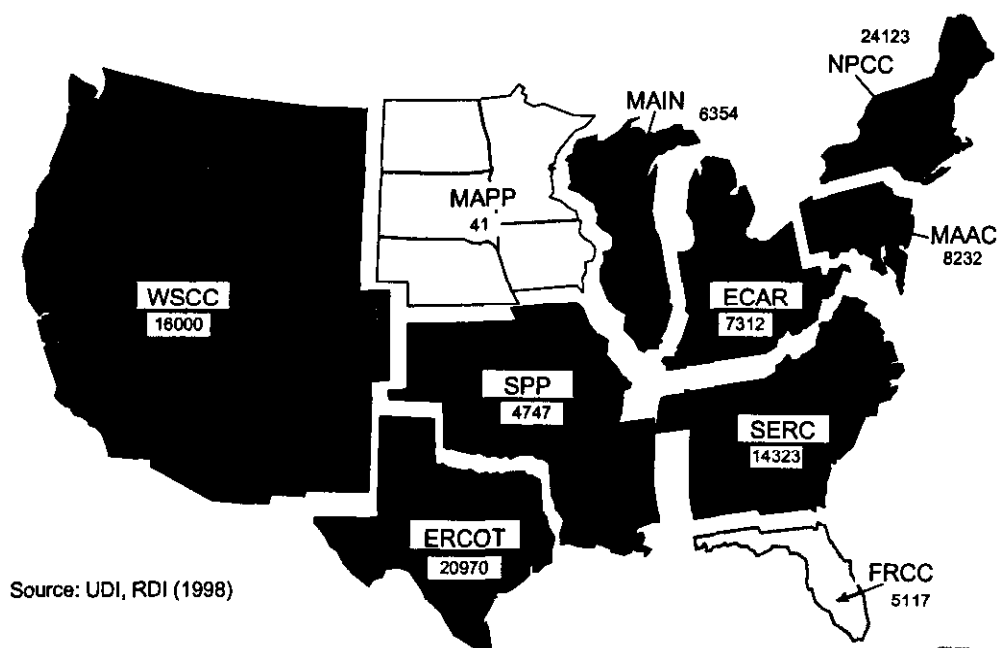 24123
NPCC
MAIN
6354
MAPP
41
MAAC
8232
WSCC
16000
ECAR
7312
SPP
4747
SERC
14323
ERCOT
20970
FRCC
5117
Source: UDI, RDI (1998)